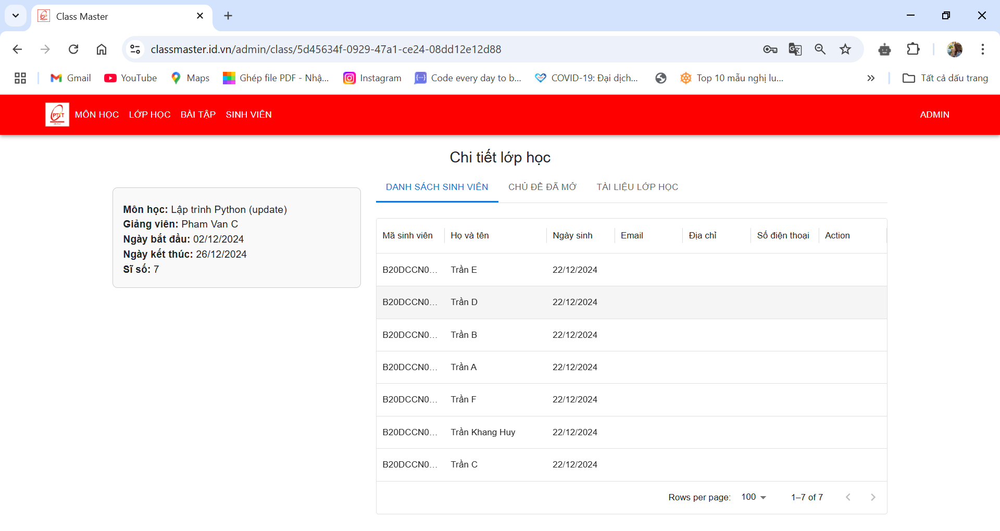 Class Master
classmaster.id.vn/admin/class/5d45634f-0929-47a1-ce24-08dd12e12d88
Gmail YouTube Maps Ghép file PDF - Nhậ... Instagram Code every day to b... COVID-19: Đại dịch... Top 10 mẫu nghị lu... Tất cả dấu trang
PTIT MÔN HỌC LỚP HỌC BÀI TẬP SINH VIÊN ADMIN
Chi tiết lớp học
DANH SÁCH SINH VIÊN CHỦ ĐỀ ĐÃ MỞ TÀI LIỆU LỚP HỌC
Môn học: Lập trình Python (update)
Giảng viên: Pham Van C
Ngày bắt đầu: 02/12/2024
Ngày kết thúc: 26/12/2024
Sĩ số: 7
Mã sinh viên Họ và tên Ngày sinh Email Địa chỉ Số điện thoại Action
B20DCCN0... Trần E 22/12/2024
B20DCCN0... Trần D 22/12/2024
B20DCCN0... Trần B 22/12/2024
B20DCCN0... Trần A 22/12/2024
B20DCCN0... Trần F 22/12/2024
B20DCCN0... Trần Khang Huy 22/12/2024
B20DCCN0... Trần C 22/12/2024
Rows per page: 100 1–7 of 7